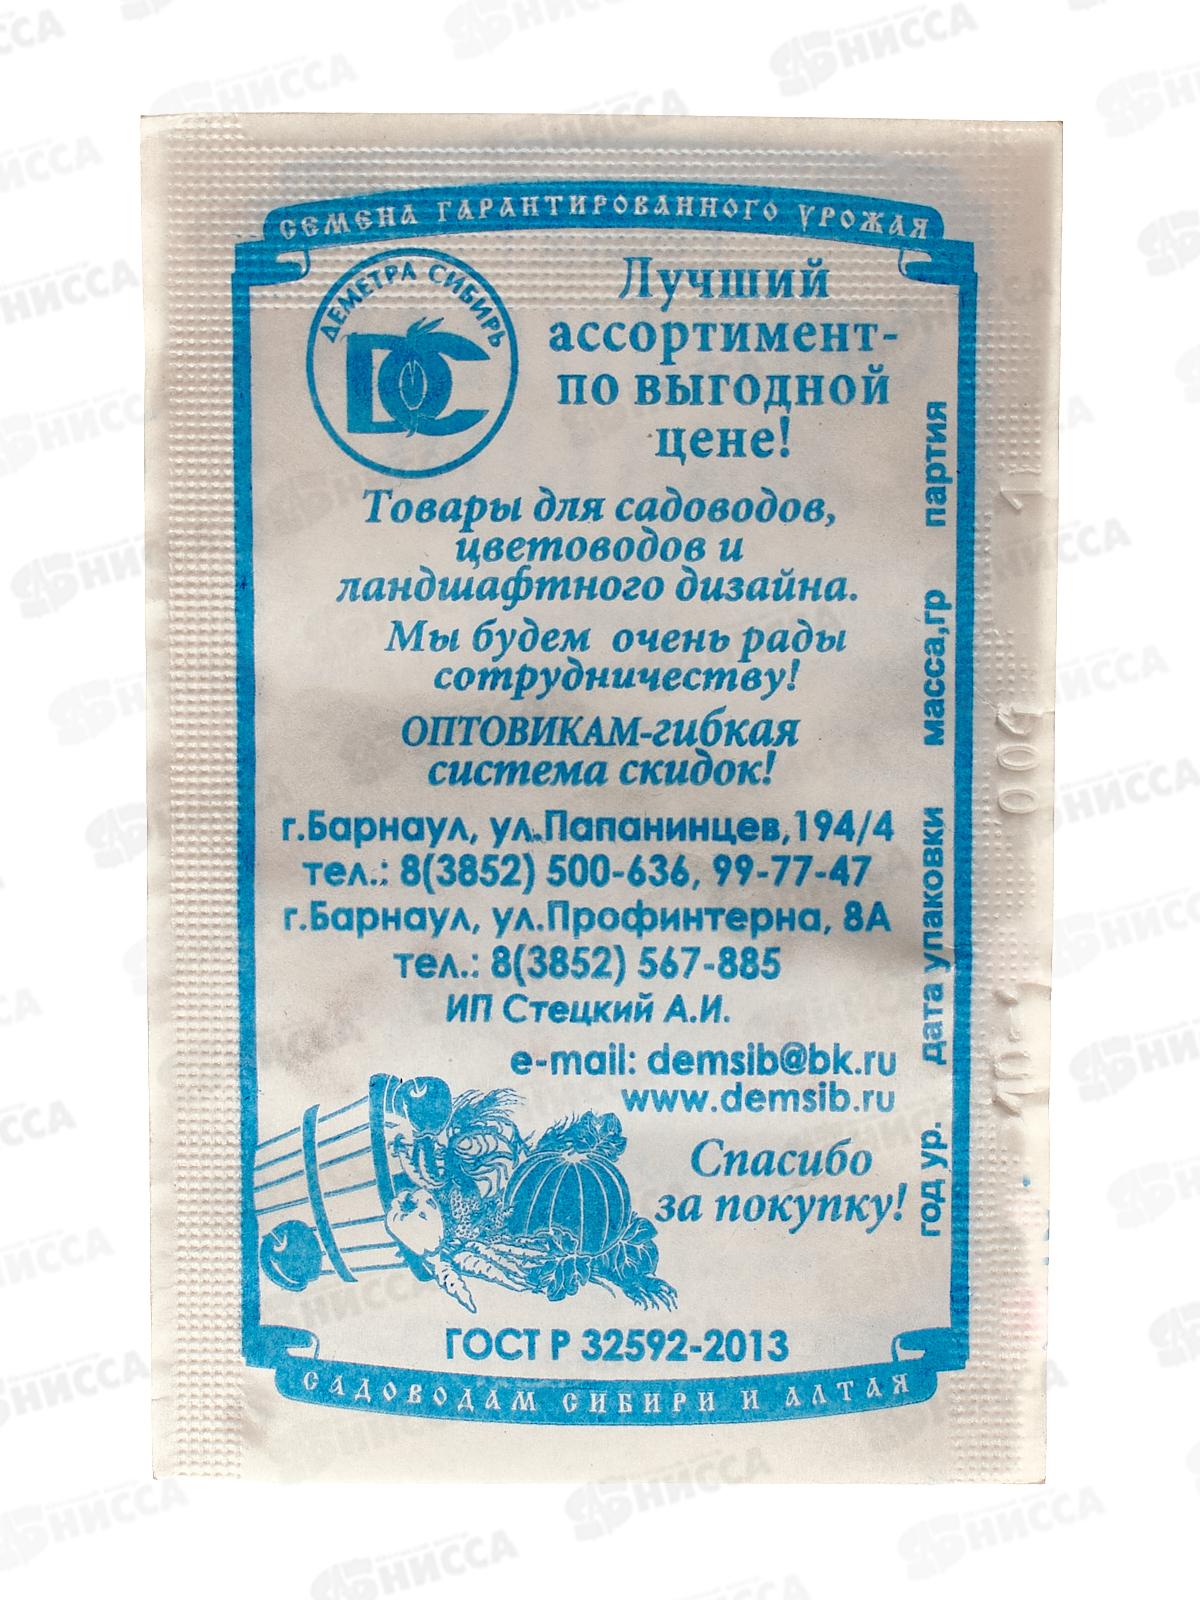 СЕМЕНА ГАРАНТИРОВАННОГО УРОЖАЯ
ДЕМЕТРА СИБИРЬ
DC
Лучший
ассортимент-
по выгодной
цене!
Товары для садоводов,
цветоводов и
ландшафтного дизайна.
Мы будем очень рады
сотрудничеству!
ОПТОВИКАМ-гибкая
система скидок!
г.Барнаул, ул.Папанинцев,194/4
тел.: 8(3852) 500-636, 99-77-47
г.Барнаул, ул.Профинтерна, 8А
тел.: 8(3852) 567-885
ИП Стецкий А.И.
e-mail: demsib@bk.ru
www.demsib.ru
Спасибо
за покупку!
ГОСТ Р 32592-2013
САДОВОДАМ СИБИРИ И АЛТАЯ
год ур. дата упаковки масса,гр партия
НИССА